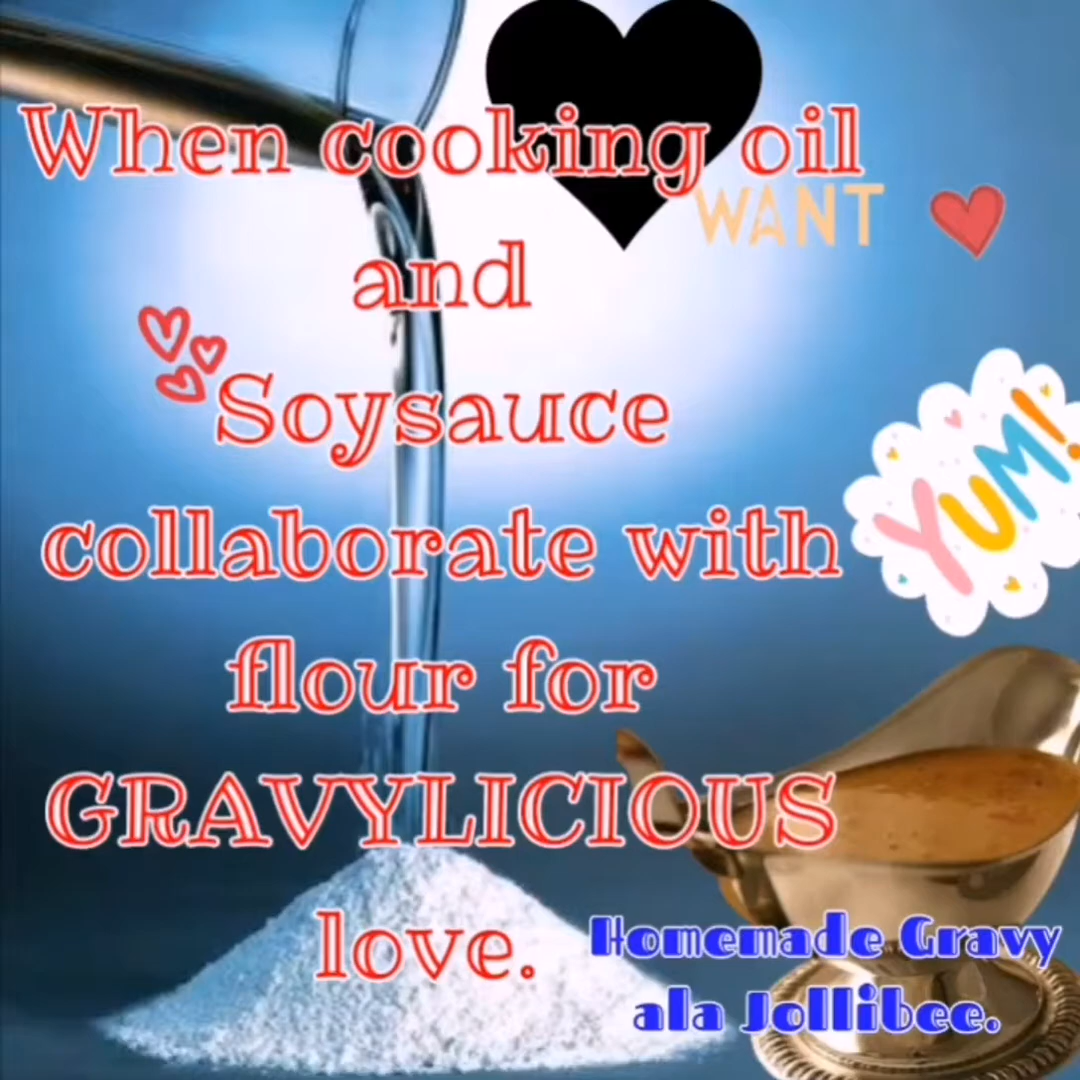 When cooking oil
WANT
and
Soysauce
collaborate with
YUM!
flour for
GRAVYLICIOUS
love.
Homemade Gravy
ala Jollibee.